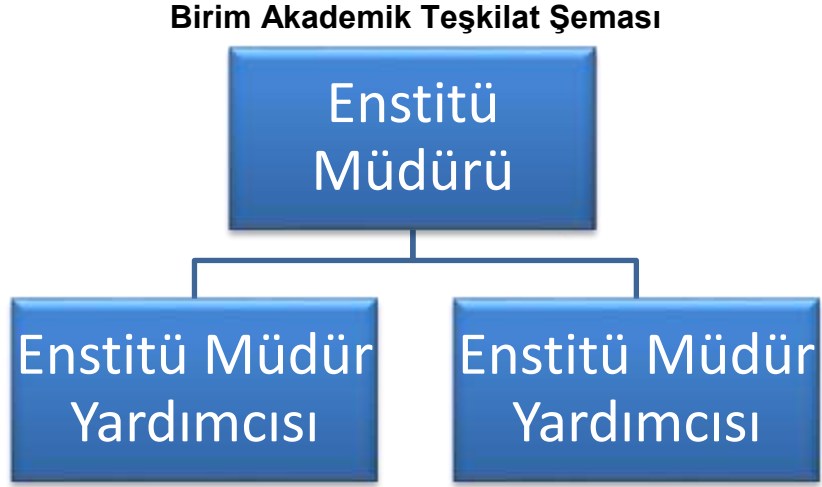 Birim Akademik Teşkilat Şeması
Enstitü
Müdürü
Enstitü Müdür
Yardımcısı
Enstitü Müdür
Yardımcısı